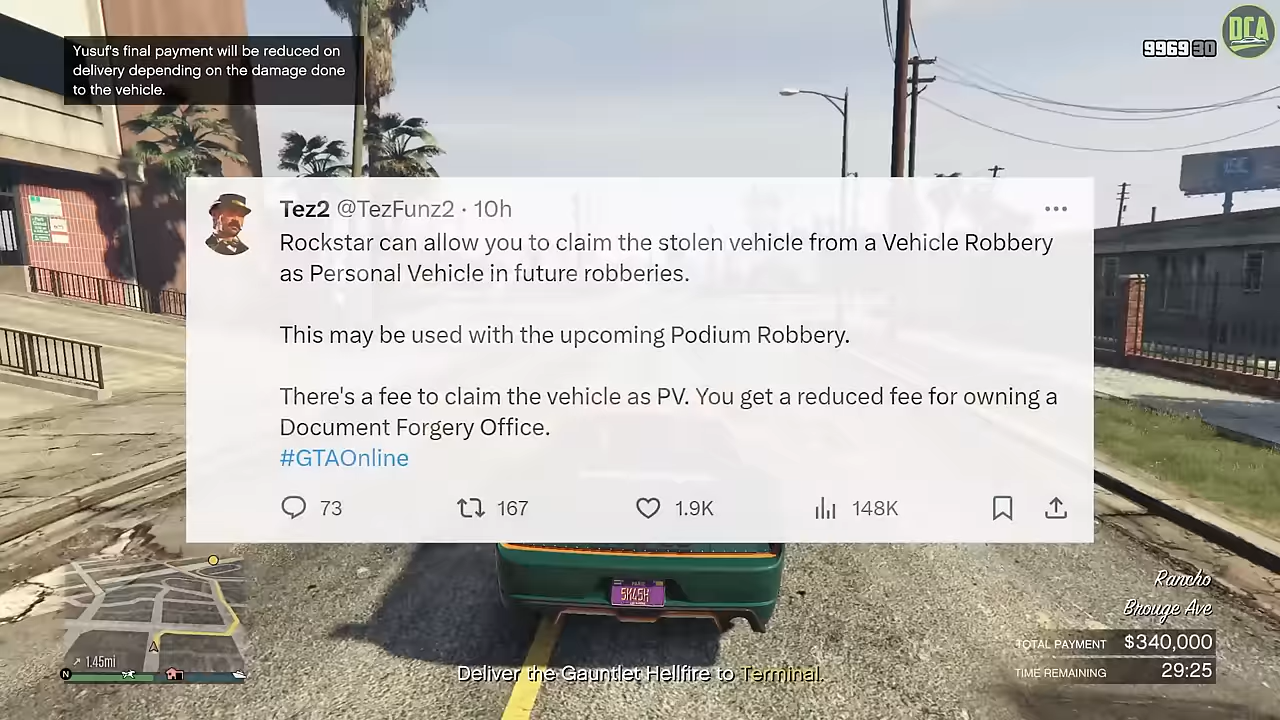 Yusuf's final payment will be reduced on
delivery depending on the damage done
to the vehicle.
996930
DCA
Tez2 @TezFunz2 · 10h
Rockstar can allow you to claim the stolen vehicle from a Vehicle Robbery
as Personal Vehicle in future robberies.
This may be used with the upcoming Podium Robbery.
There's a fee to claim the vehicle as PV. You get a reduced fee for owning a
Document Forgery Office.
#GTAOnline
73 167 1.9K 148K
Rancho
Brouge Ave
TOTAL PAYMENT $340,000
TIME REMAINING 29:25
1.45mi
N
Deliver the Gauntlet Hellfire to Terminal.